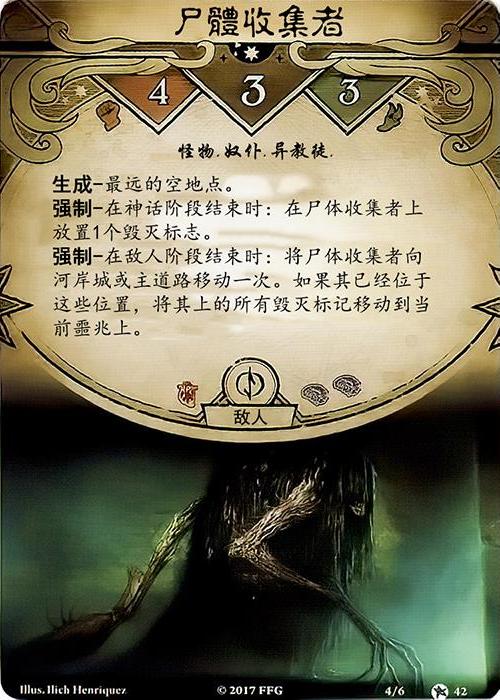 尸體收集者
4 3 3
怪物.奴仆.异教徒.
生成-最远的空地点。
强制-在神话阶段结束时：在尸体收集者上
放置1个毁灭标志。
强制-在敌人阶段结束时：将尸体收集者向
河岸城或主道路移动一次。如果其已经位于
这些位置，将其上的所有毁灭标记移动到当
前噩兆上。
敌人
Illus. Ilich Henriquez © 2017 FFG 4/6 42